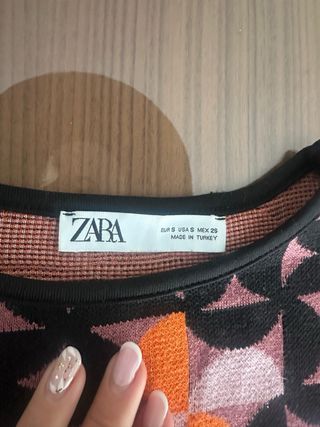 ZARA
EUR S USA S MEX 26
MADE IN TURKEY